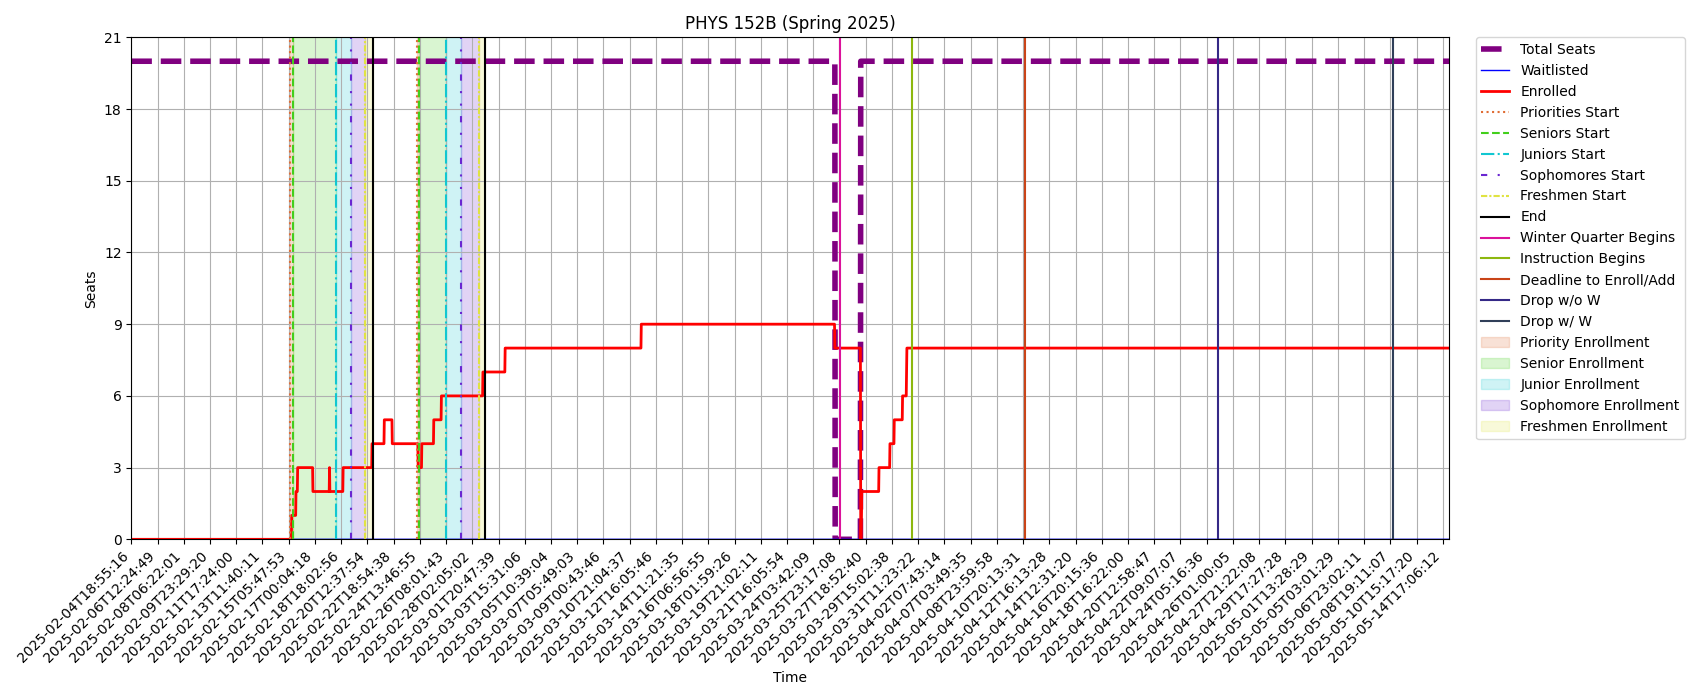 PHYS 152B (Spring 2025)
21
18
15
12
9
6
3
0
Seats
2025-02-04T18:55:16
2025-02-06T12:24:49
2025-02-08T06:22:01
2025-02-09T23:29:20
2025-02-11T17:24:00
2025-02-13T11:40:11
2025-02-15T05:47:53
2025-02-17T00:04:18
2025-02-18T18:02:56
2025-02-20T12:37:54
2025-02-22T18:54:38
2025-02-24T13:46:55
2025-02-26T08:01:43
2025-02-28T02:05:02
2025-03-01T20:47:39
2025-03-03T15:31:06
2025-03-05T10:39:04
2025-03-07T05:49:03
2025-03-09T00:43:46
2025-03-10T21:04:37
2025-03-12T16:05:46
2025-03-14T11:21:35
2025-03-16T06:56:55
2025-03-18T01:59:26
2025-03-19T21:02:11
2025-03-21T16:05:54
2025-03-24T03:42:09
2025-03-25T23:17:08
2025-03-27T18:52:40
2025-03-29T15:02:38
2025-03-31T11:23:22
2025-04-02T07:43:14
2025-04-07T03:49:35
2025-04-08T23:59:58
2025-04-10T20:13:31
2025-04-12T16:13:28
2025-04-14T12:31:20
2025-04-16T20:15:36
2025-04-18T16:22:00
2025-04-20T12:58:47
2025-04-22T09:07:07
2025-04-24T05:16:36
2025-04-26T01:00:05
2025-04-27T21:22:08
2025-04-29T17:27:28
2025-05-01T13:28:29
2025-05-05T03:01:29
2025-05-06T23:02:11
2025-05-08T19:11:07
2025-05-10T15:17:20
2025-05-14T17:06:12
Time
Total Seats
Waitlisted
Enrolled
Priorities Start
Seniors Start
Juniors Start
Sophomores Start
Freshmen Start
End
Winter Quarter Begins
Instruction Begins
Deadline to Enroll/Add
Drop w/o W
Drop w/ W
Priority Enrollment
Senior Enrollment
Junior Enrollment
Sophomore Enrollment
Freshmen Enrollment